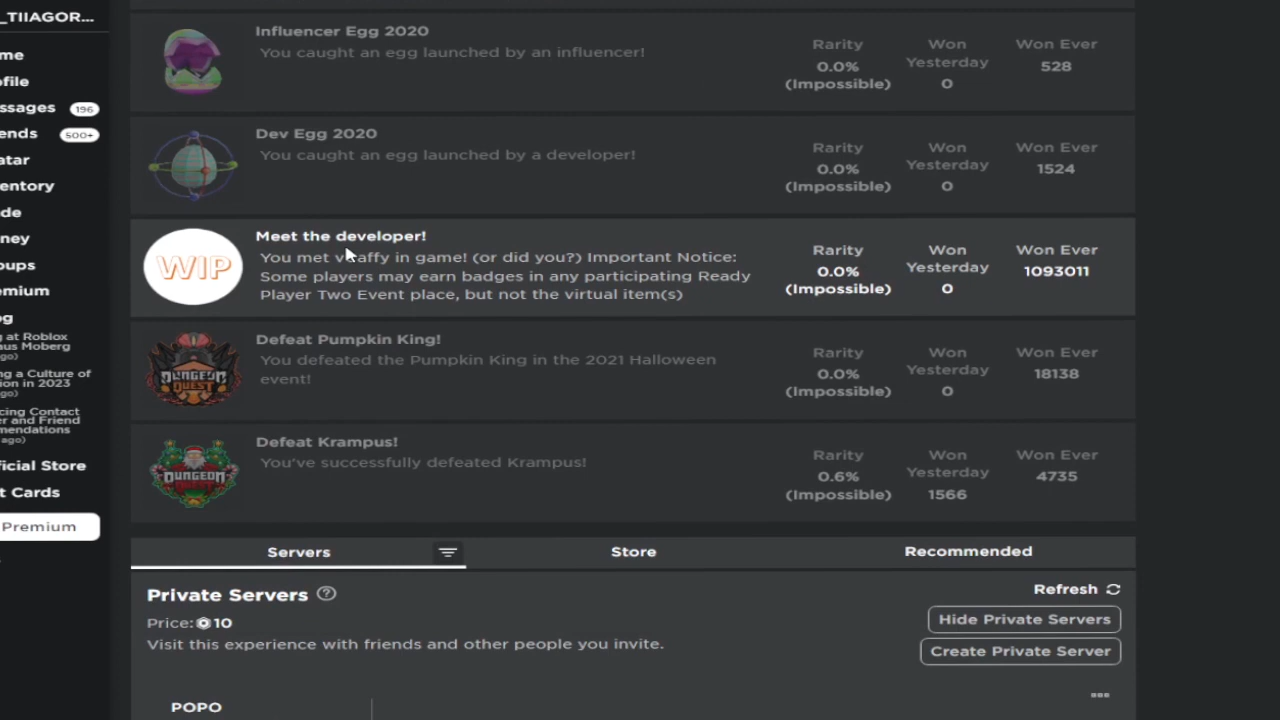 _TIIAGOR...
me
ofile
ssages 196
ends 500+
atar
entory
de
ney
oups
emium
og
g at Roblox
aus Moberg
ago)
ng a Culture of
ion in 2023
ago)
cing Contact
er and Friend
mendations
ago)
ficial Store
t Cards
Premium
Influencer Egg 2020
You caught an egg launched by an influencer!
Rarity
0.0%
(Impossible)
Won
Yesterday
0
Won Ever
528
Dev Egg 2020
You caught an egg launched by a developer!
Rarity
0.0%
(Impossible)
Won
Yesterday
0
Won Ever
1524
WIP
Meet the developer!
You met in game! (or did you?) Important Notice:
Some players may earn badges in any participating Ready
Player Two Event place, but not the virtual item(s)
Rarity
0.0%
(Impossible)
Won
Yesterday
0
Won Ever
1093011
DUNGEON
QUEST
Defeat Pumpkin King!
You defeated the Pumpkin King in the 2021 Halloween
event!
Rarity
0.0%
(Impossible)
Won
Yesterday
0
Won Ever
18138
DUNGEON
QUEST
Defeat Krampus!
You've successfully defeated Krampus!
Rarity
0.6%
(Impossible)
Won
Yesterday
1566
Won Ever
4735
Servers
Store
Recommended
Private Servers ?
Refresh
Price: 10
Hide Private Servers
Visit this experience with friends and other people you invite.
Create Private Server
POPO